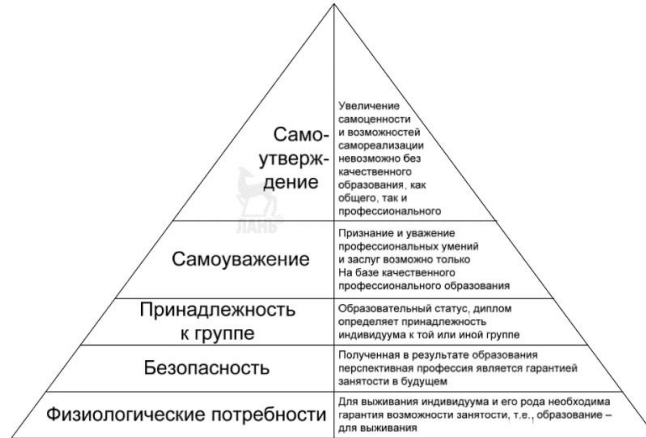 Само-
утверж-
дение
Увеличение
самоценности
и возможностей
самореализации
невозможно без
качественного
образования, как
общего, так и
профессионального
ЛАНЬ®
Самоуважение
Признание и уважение
профессиональных умений
и заслуг возможно только
На базе качественного
профессионального образования
Принадлежность
к группе
Образовательный статус, диплом
определяет принадлежность
индивидуума к той или иной группе
Безопасность
Полученная в результате образования
перспективная профессия является гарантией
занятости в будущем
Физиологические потребности
Для выживания индивидуума и его рода необходима
гарантия возможности занятости, т.е., образование –
для выживания